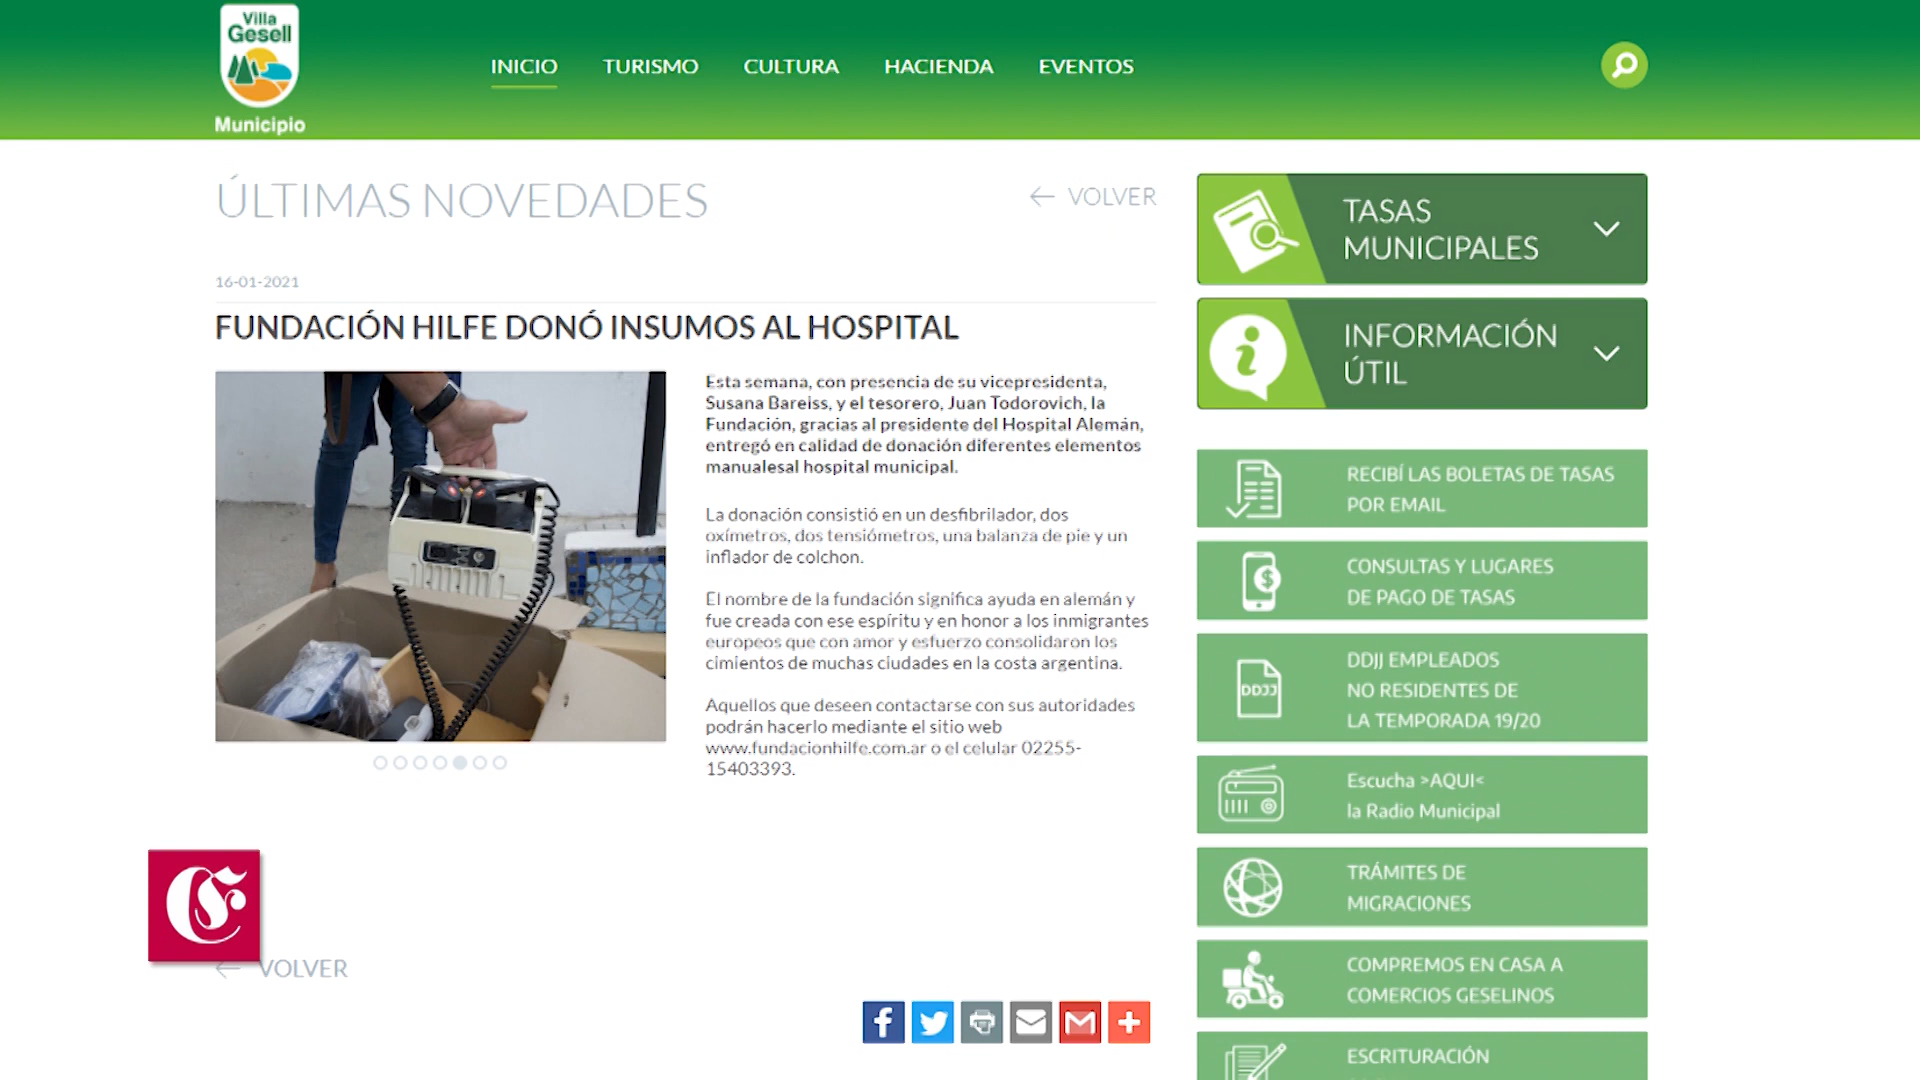 Villa
Gesell
Municipio
INICIO
TURISMO
CULTURA
HACIENDA
EVENTOS
ÚLTIMAS NOVEDADES
VOLVER
16-01-2021
FUNDACIÓN HILFE DONÓ INSUMOS AL HOSPITAL
Esta semana, con presencia de su vicepresidenta,
Susana Bareiss, y el tesorero, Juan Todorovich, la
Fundación, gracias al presidente del Hospital Alemán,
entregó en calidad de donación diferentes elementos
manualesal hospital municipal.
La donación consistió en un desfibrilador, dos
oxímetros, dos tensiómetros, una balanza de pie y un
inflador de colchon.
El nombre de la fundación significa ayuda en alemán y
fue creada con ese espíritu y en honor a los inmigrantes
europeos que con amor y esfuerzo consolidaron los
cimientos de muchas ciudades en la costa argentina.
Aquellos que deseen contactarse con sus autoridades
podrán hacerlo mediante el sitio web
www.fundacionhilfe.com.ar o el celular 02255-
15403393.
VOLVER
TASAS
MUNICIPALES
INFORMACIÓN
ÚTIL
RECIBÍ LAS BOLETAS DE TASAS
POR EMAIL
CONSULTAS Y LUGARES
DE PAGO DE TASAS
DDJJ
DDJJ EMPLEADOS
NO RESIDENTES DE
LA TEMPORADA 19/20
Escucha >AQUI<
la Radio Municipal
TRÁMITES DE
MIGRACIONES
COMPREMOS EN CASA A
COMERCIOS GESELINOS
ESCRITURACIÓN